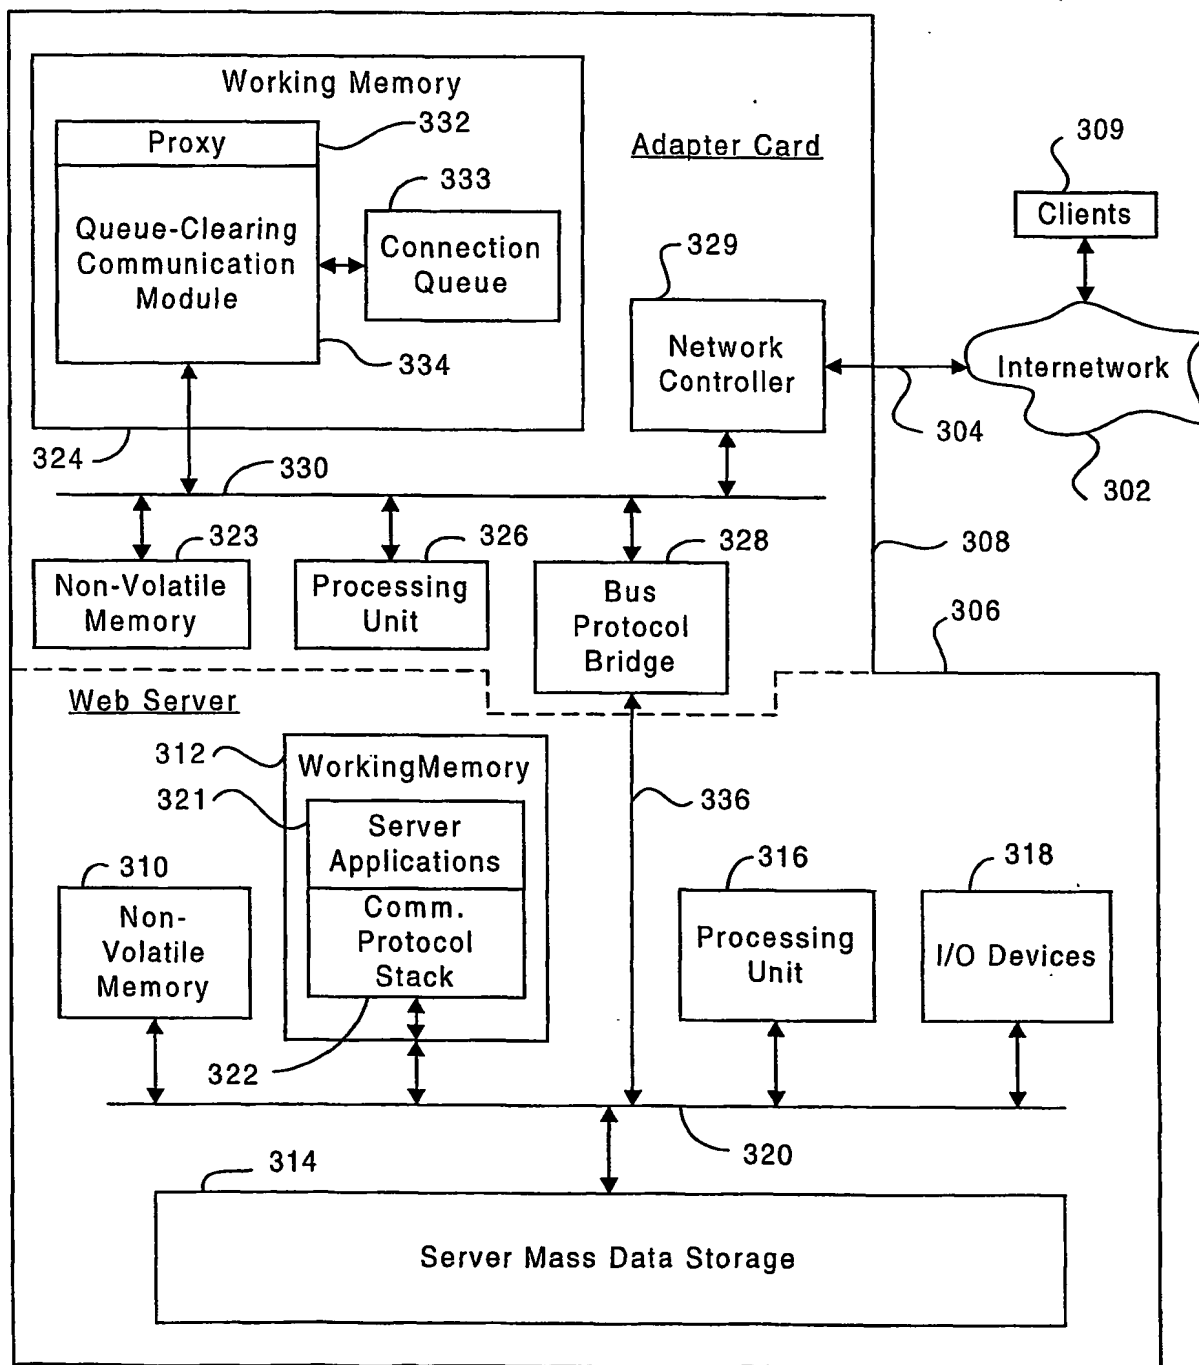 Working Memory
Proxy
332
Adapter Card
309
333
Clients
Queue-Clearing
Communication
Module
Connection
Queue
329
334
Network
Controller
Internetwork
304
324
330
302
323
326
328
308
Non-Volatile
Memory
Processing
Unit
Bus
Protocol
Bridge
306
Web Server
312
WorkingMemory
321
336
Server
Applications
310
316
318
Non-
Volatile
Memory
Comm.
Protocol
Stack
Processing
Unit
I/O Devices
322
320
314
Server Mass Data Storage